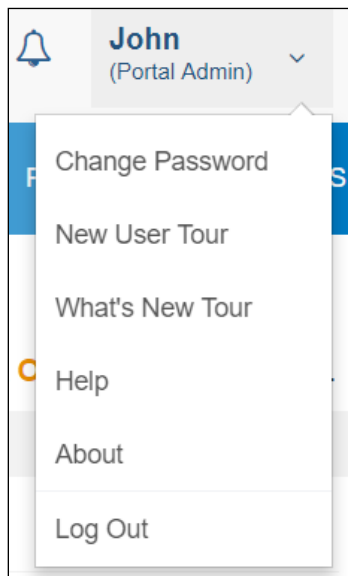 John
(Portal Admin)
Change Password
New User Tour
What's New Tour
Help
About
Log Out